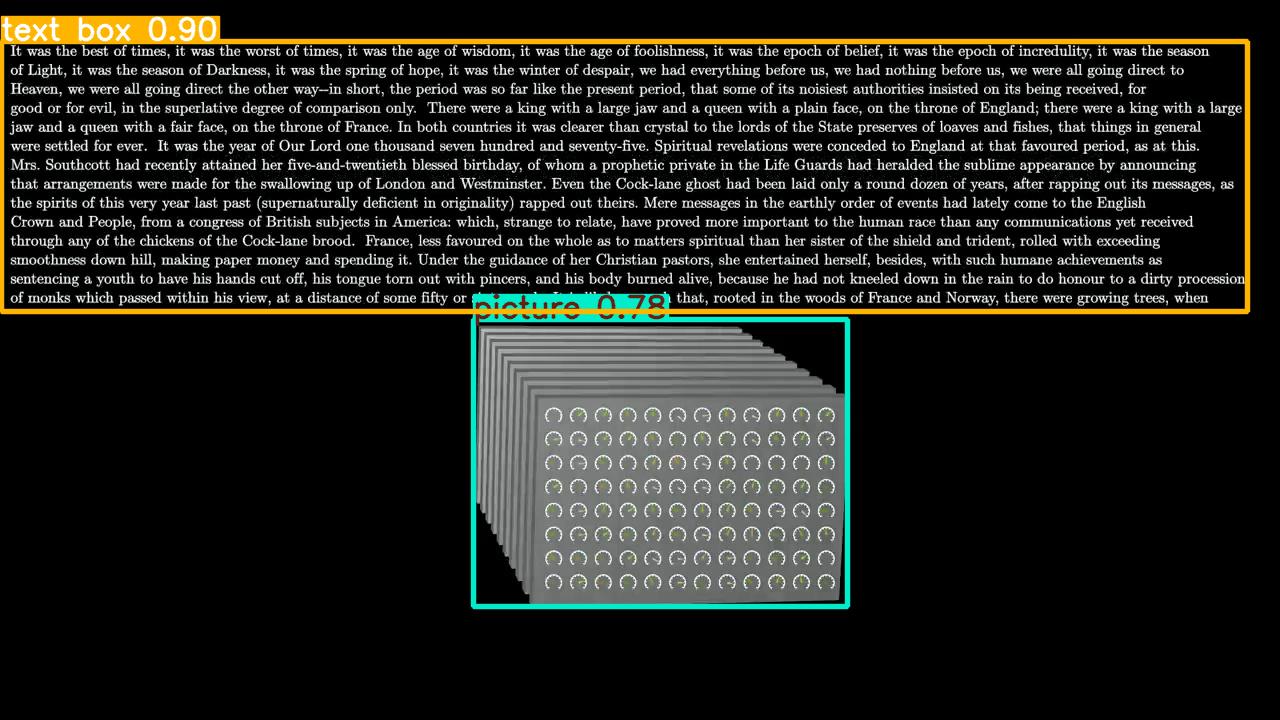 text box 0.90
It was the best of times, it was the worst of times, it was the age of wisdom, it was the age of foolishness, it was the epoch of belief, it was the epoch of incredulity, it was the season
of Light, it was the season of Darkness, it was the spring of hope, it was the winter of despair, we had everything before us, we had nothing before us, we were all going direct to
Heaven, we were all going direct the other way–in short, the period was so far like the present period, that some of its noisiest authorities insisted on its being received, for
good or for evil, in the superlative degree of comparison only. There were a king with a large jaw and a queen with a plain face, on the throne of England; there were a king with a large
jaw and a queen with a fair face, on the throne of France. In both countries it was clearer than crystal to the lords of the State preserves of loaves and fishes, that things in general
were settled for ever. It was the year of Our Lord one thousand seven hundred and seventy-five. Spiritual revelations were conceded to England at that favoured period, as at this.
Mrs. Southcott had recently attained her five-and-twentieth blessed birthday, of whom a prophetic private in the Life Guards had heralded the sublime appearance by announcing
that arrangements were made for the swallowing up of London and Westminster. Even the Cock-lane ghost had been laid only a round dozen of years, after rapping out its messages, as
the spirits of this very year last past (supernaturally deficient in originality) rapped out theirs. Mere messages in the earthly order of events had lately come to the English
Crown and People, from a congress of British subjects in America: which, strange to relate, have proved more important to the human race than any communications yet received
through any of the chickens of the Cock-lane brood. France, less favoured on the whole as to matters spiritual than her sister of the shield and trident, rolled with exceeding
smoothness down hill, making paper money and spending it. Under the guidance of her Christian pastors, she entertained herself, besides, with such humane achievements as
sentencing a youth to have his hands cut off, his tongue torn out with pincers, and his body burned alive, because he had not kneeled down in the rain to do honour to a dirty procession
of monks which passed within his view, at a distance of some fifty or that, rooted in the woods of France and Norway, there were growing trees, when
picture 0.78